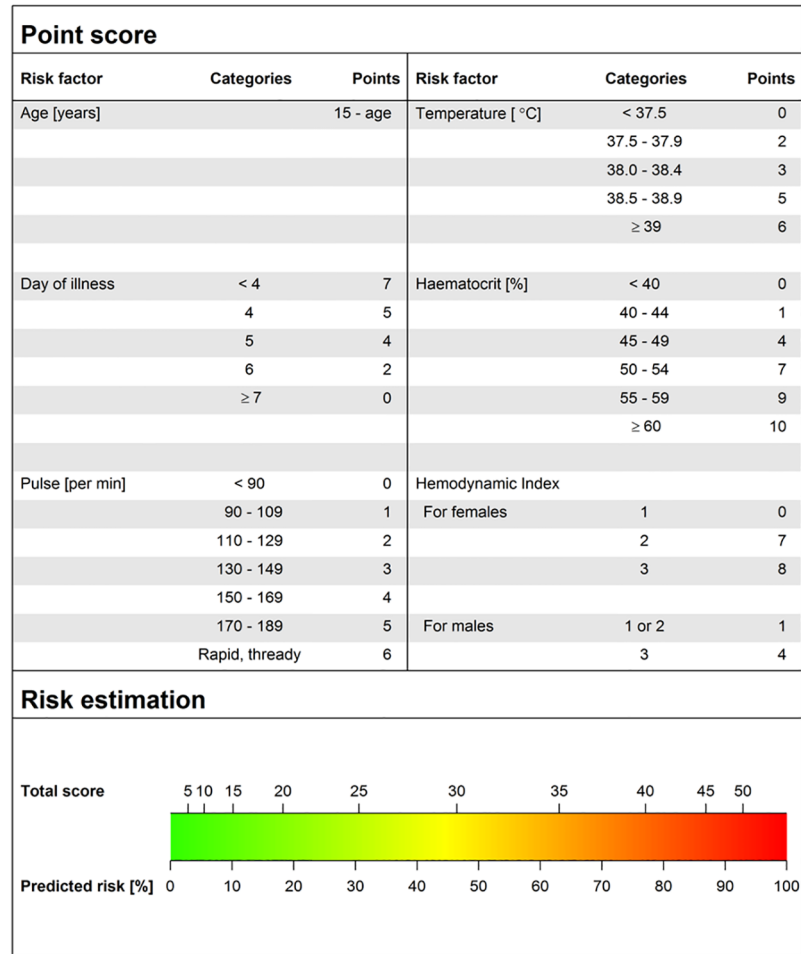 Point score
Risk factor Categories Points Risk factor Categories Points
Age [years] 15 - age Temperature [ °C] < 37.5 0
37.5 - 37.9 2
38.0 - 38.4 3
38.5 - 38.9 5
≥ 39 6
Day of illness < 4 7 Haematocrit [%] < 40 0
4 5 40 - 44 1
5 4 45 - 49 4
6 2 50 - 54 7
≥ 7 0 55 - 59 9
≥ 60 10
Pulse [per min] < 90 0 Hemodynamic Index
90 - 109 1 For females 1 0
110 - 129 2 2 7
130 - 149 3 3 8
150 - 169 4
170 - 189 5 For males 1 or 2 1
Rapid, thready 6 3 4
Risk estimation
Total score 5 10 15 20 25 30 35 40 45 50
Predicted risk [%] 0 10 20 30 40 50 60 70 80 90 100